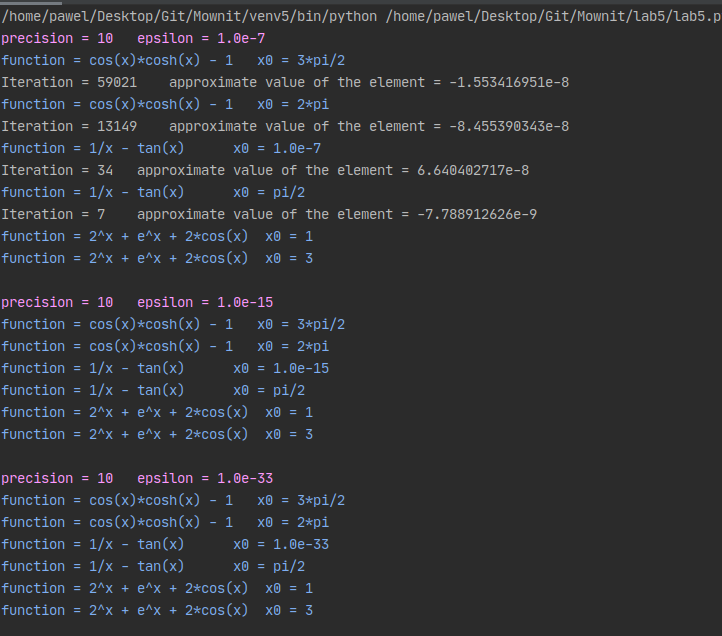 /home/pawel/Desktop/Git/Mownit/venv5/bin/python /home/pawel/Desktop/Git/Mownit/lab5/lab5.p
precision = 10   epsilon = 1.0e-7
function = cos(x)*cosh(x) - 1   x0 = 3*pi/2
Iteration = 59021    approximate value of the element = -1.553416951e-8
function = cos(x)*cosh(x) - 1   x0 = 2*pi
Iteration = 13149    approximate value of the element = -8.455390343e-8
function = 1/x - tan(x)      x0 = 1.0e-7
Iteration = 34   approximate value of the element = 6.640402717e-8
function = 1/x - tan(x)      x0 = pi/2
Iteration = 7    approximate value of the element = -7.788912626e-9
function = 2^x + e^x + 2*cos(x)  x0 = 1
function = 2^x + e^x + 2*cos(x)  x0 = 3
precision = 10   epsilon = 1.0e-15
function = cos(x)*cosh(x) - 1   x0 = 3*pi/2
function = cos(x)*cosh(x) - 1   x0 = 2*pi
function = 1/x - tan(x)      x0 = 1.0e-15
function = 1/x - tan(x)      x0 = pi/2
function = 2^x + e^x + 2*cos(x)  x0 = 1
function = 2^x + e^x + 2*cos(x)  x0 = 3
precision = 10   epsilon = 1.0e-33
function = cos(x)*cosh(x) - 1   x0 = 3*pi/2
function = cos(x)*cosh(x) - 1   x0 = 2*pi
function = 1/x - tan(x)      x0 = 1.0e-33
function = 1/x - tan(x)      x0 = pi/2
function = 2^x + e^x + 2*cos(x)  x0 = 1
function = 2^x + e^x + 2*cos(x)  x0 = 3